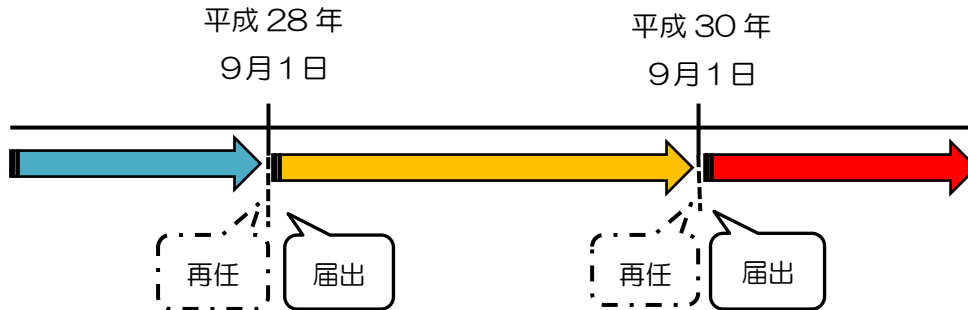 平成 28 年
9月1日
平成 30 年
9月1日
再任
届出
再任
届出